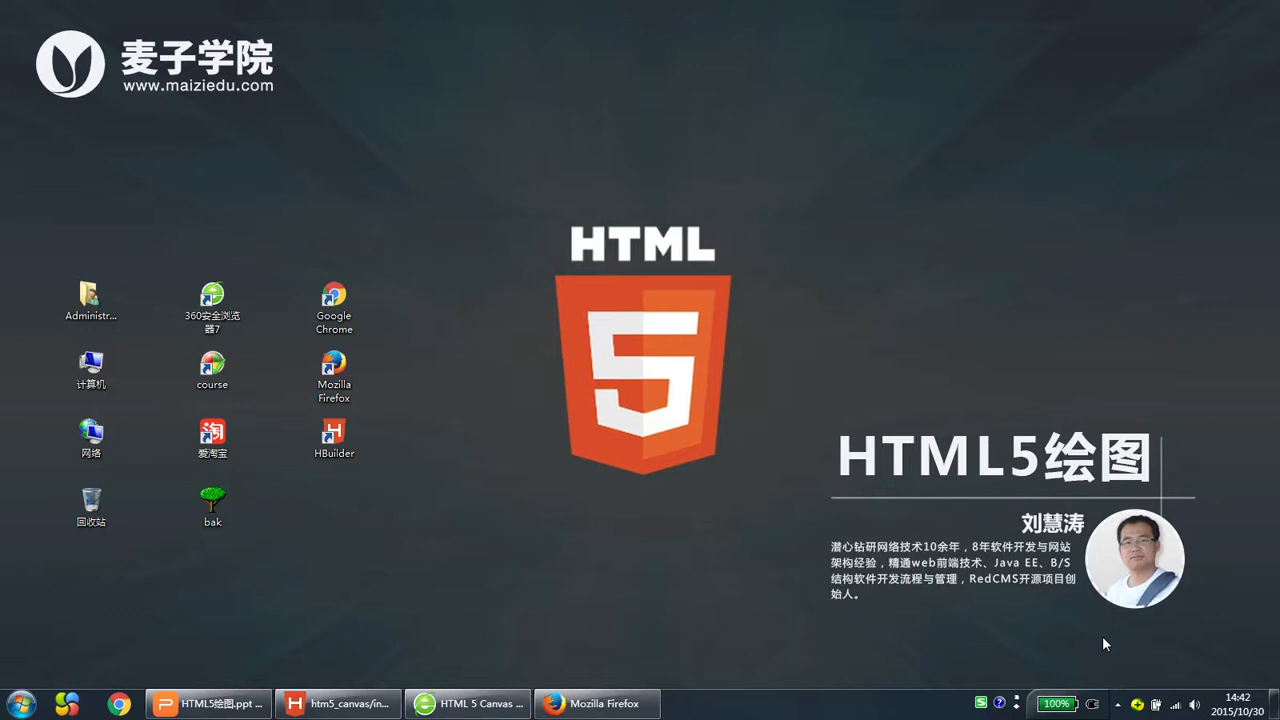 麦子学院
www.maiziedu.com
HTML
5
Administr...
360安全浏览
器7
Google
Chrome
计算机
course
Mozilla
Firefox
网络
淘
爱淘宝
HBuilder
回收站
bak
HTML5绘图
刘慧涛
潜心钻研网络技术10余年，8年软件开发与网站
架构经验，精通web前端技术、Java EE、B/S
结构软件开发流程与管理，RedCMS开源项目创
始人。
HTML5绘图.ppt ...
htm5_canvas/in...
HTML 5 Canvas ...
Mozilla Firefox
100%
14:42
2015/10/30